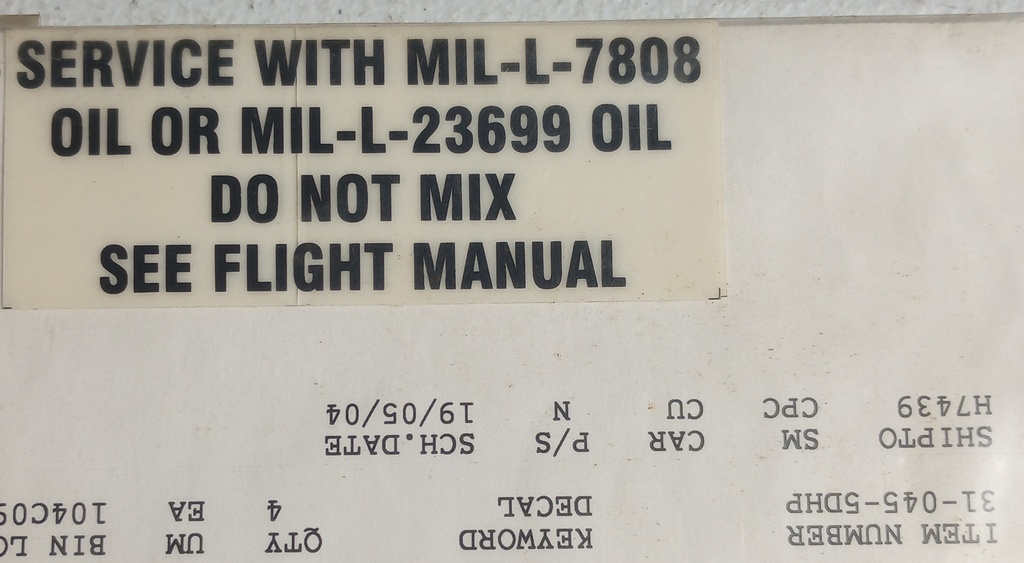 SERVICE WITH MIL-L-7808
OIL OR MIL-L-23699 OIL
DO NOT MIX
SEE FLIGHT MANUAL
ITEM NUMBER KEYWORD QTY UM BIN
31-045-5DHP DECAL 4 EA
SHIPTO SM CAR P/S SCH.DATE
H7439 CPC CU N 19/05/04